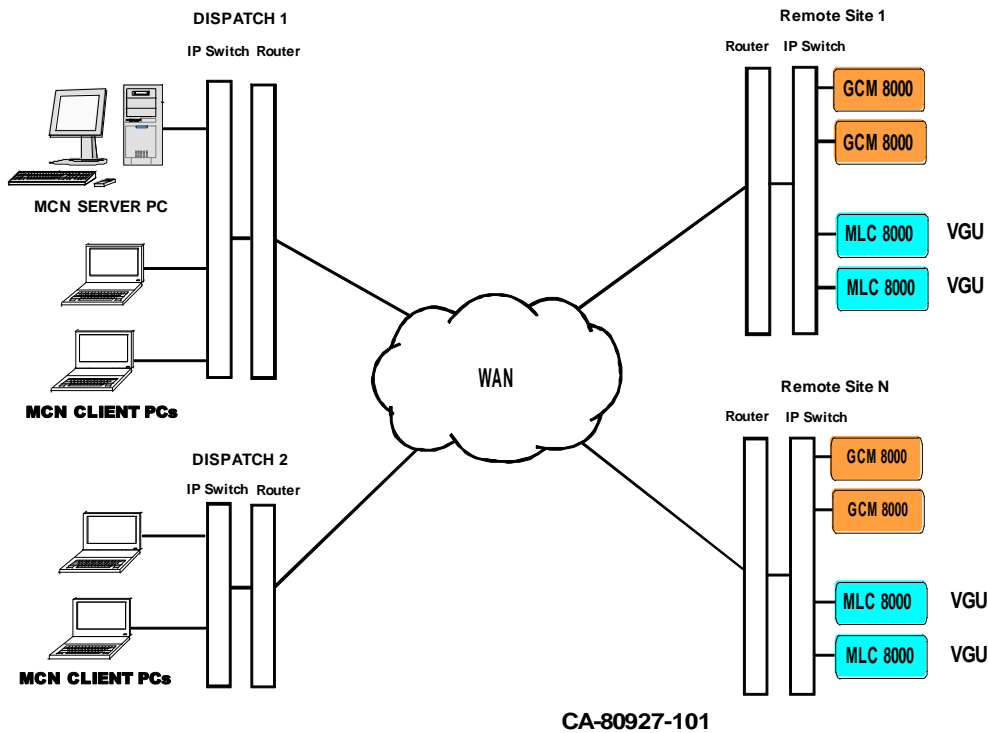 DISPATCH 1
IP Switch Router
MCN SERVER PC
MCN CLIENT PCs
DISPATCH 2
IP Switch Router
MCN CLIENT PCs
WAN
Remote Site 1
Router IP Switch
GCM 8000
GCM 8000
MLC 8000 VGU
MLC 8000 VGU
Remote Site N
Router IP Switch
GCM 8000
GCM 8000
MLC 8000 VGU
MLC 8000 VGU
CA-80927-101